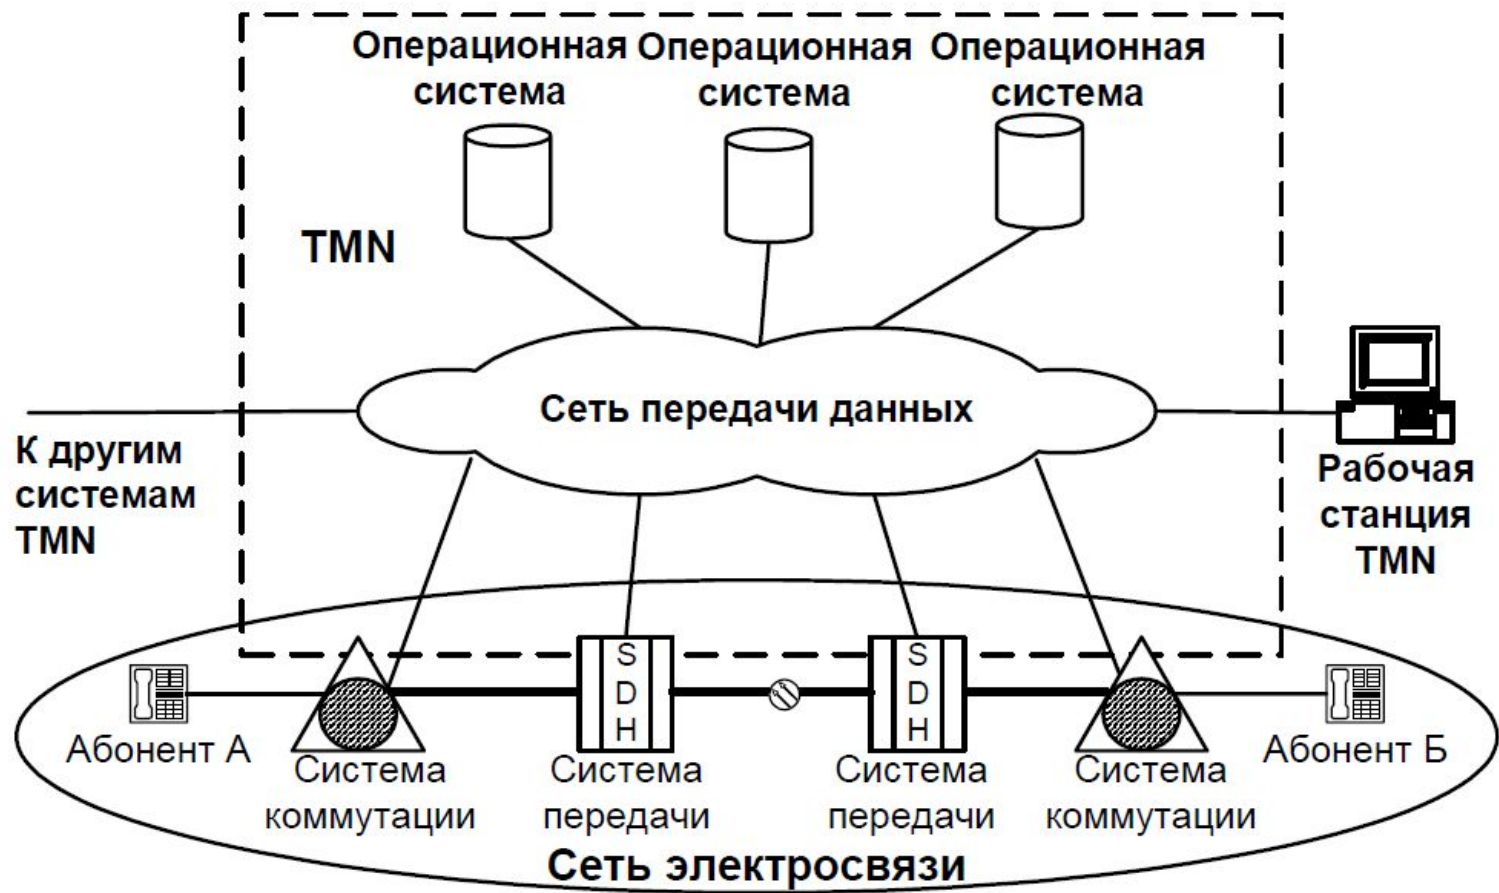 Операционная Операционная Операционная
система система система
TMN
Сеть передачи данных
К другим
системам
TMN
Рабочая
станция
TMN
S
D
H
S
D
H
Абонент А
Система
коммутации
Система
передачи
Система
передачи
Система
коммутации
Абонент Б
Сеть электросвязи